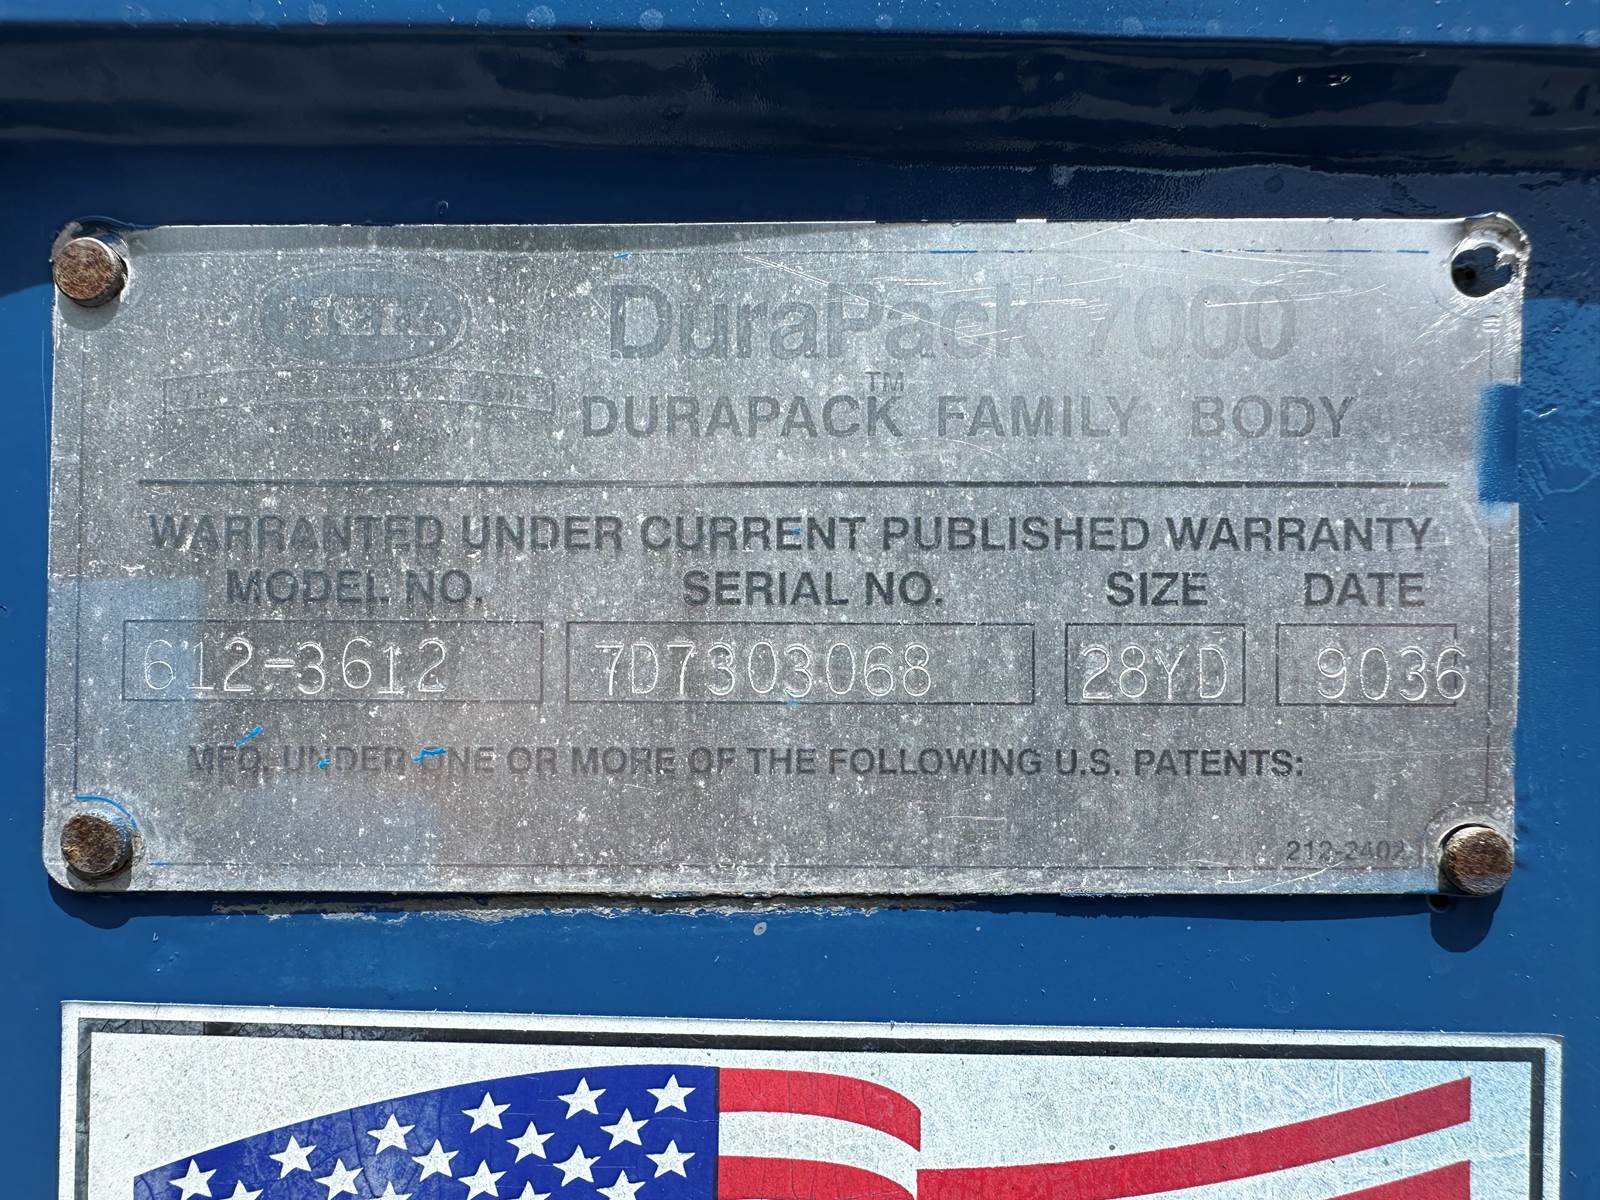 DuraPack 7000
TM
DURAPACK FAMILY BODY
WARRANTED UNDER CURRENT PUBLISHED WARRANTY
MODEL NO. SERIAL NO. SIZE DATE
612-3612 7D7303068 28YD 9036
MFD. UNDER ONE OR MORE OF THE FOLLOWING U.S. PATENTS:
212-2402